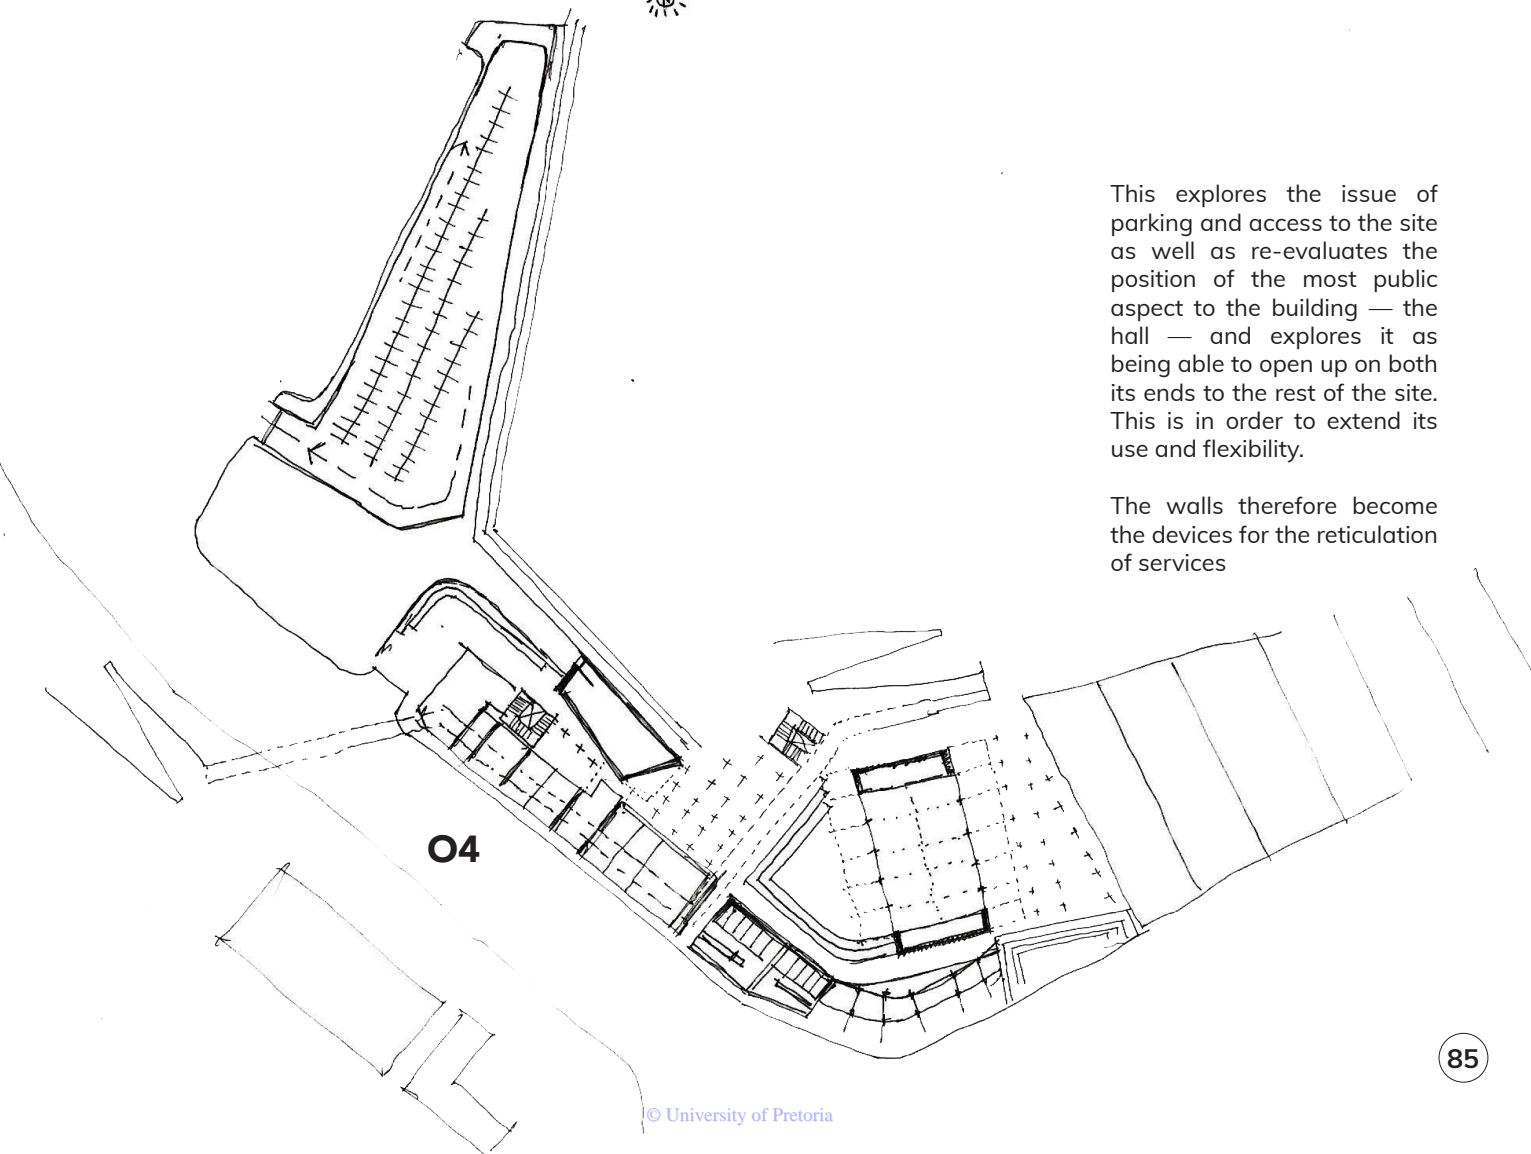 This explores the issue of
parking and access to the site
as well as re-evaluates the
position of the most public
aspect to the building — the
hall — and explores it as
being able to open up on both
its ends to the rest of the site.
This is in order to extend its
use and flexibility.
The walls therefore become
the devices for the reticulation
of services
04
85
© University of Pretoria